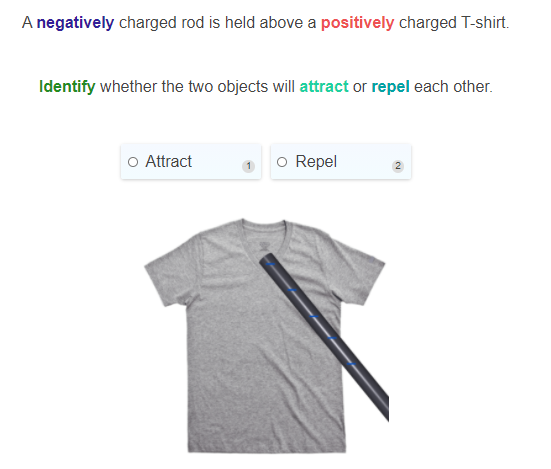 A negatively charged rod is held above a positively charged T-shirt.
Identify whether the two objects will attract or repel each other.
Attract 1 Repel 2